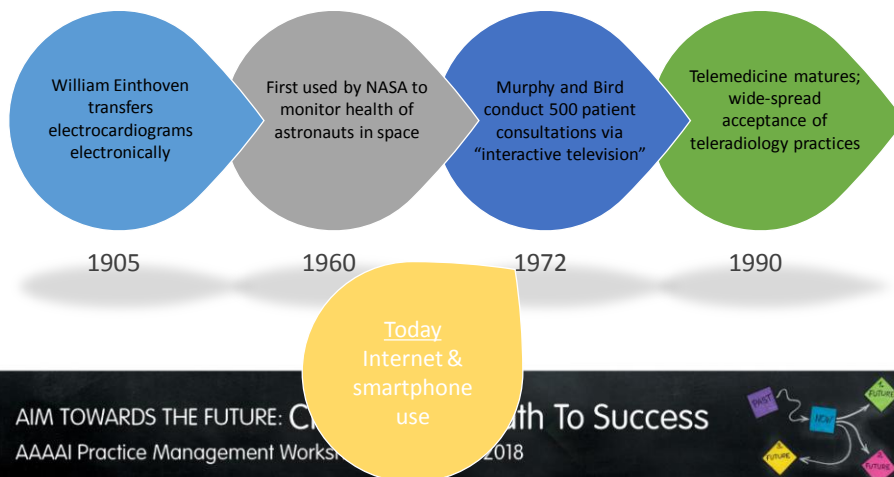 William Einthoven
transfers
electrocardiograms
electronically
First used by NASA to
monitor health of
astronauts in space
Murphy and Bird
conduct 500 patient
consultations via
“interactive television”
Telemedicine matures;
wide-spread
acceptance of
teleradiology practices
1905
1960
1972
1990
Today
Internet &
smartphone
use
AIM TOWARDS THE FUTURE: To Success
AAAAI Practice Management 2018
PAST
NOW
FUTURE
FUTURE
FUTURE